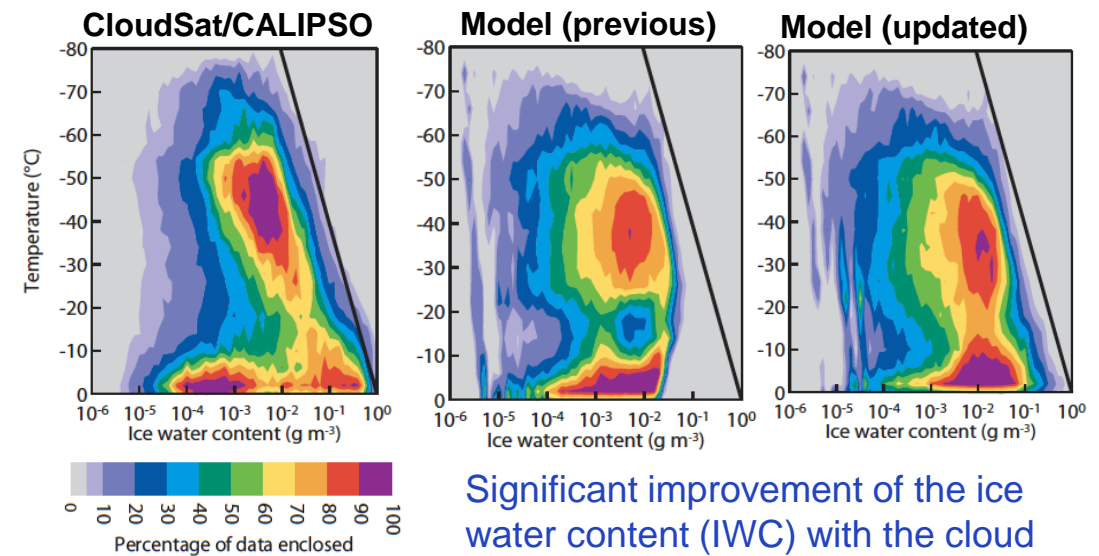 CloudSat/CALIPSO
Model (previous)
Model (updated)
Temperature (°C)
-80
-70
-60
-50
-40
-30
-20
-10
0
10⁻⁶ 10⁻⁵ 10⁻⁴ 10⁻³ 10⁻² 10⁻¹ 10⁰
Ice water content (g m⁻³)
-80
-70
-60
-50
-40
-30
-20
-10
0
10⁻⁶ 10⁻⁵ 10⁻⁴ 10⁻³ 10⁻² 10⁻¹ 10⁰
Ice water content (g m⁻³)
-80
-70
-60
-50
-40
-30
-20
-10
0
10⁻⁶ 10⁻⁵ 10⁻⁴ 10⁻³ 10⁻² 10⁻¹ 10⁰
Ice water content (g m⁻³)
0 10 20 30 40 50 60 70 80 90 100
Percentage of data enclosed
Significant improvement of the ice
water content (IWC) with the cloud